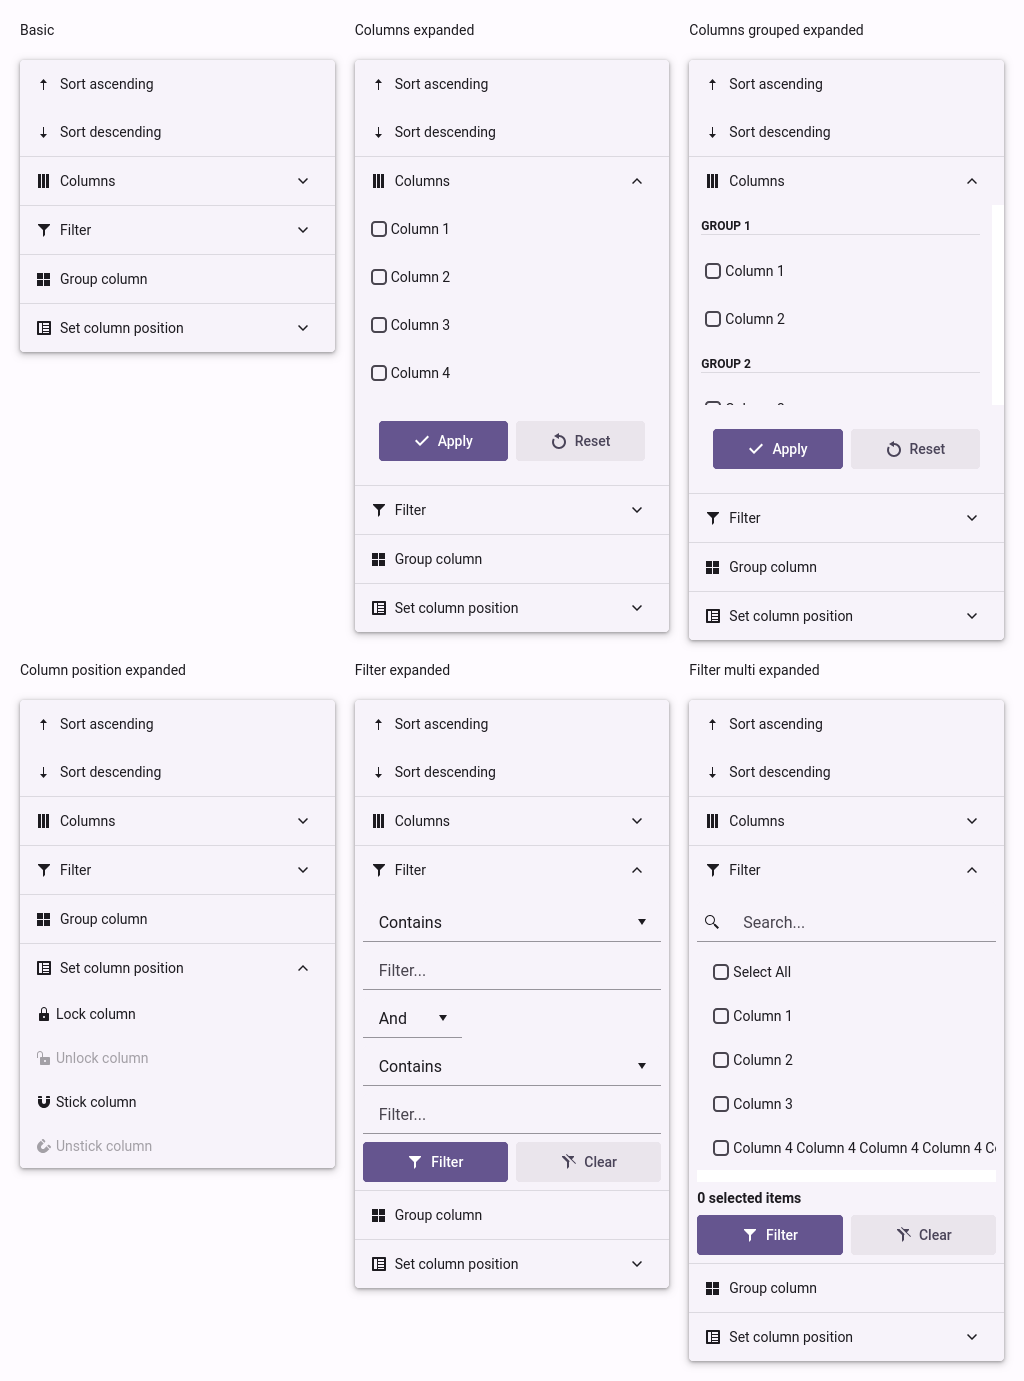 Basic
Sort ascending
Sort descending
Columns
Filter
Group column
Set column position
Columns expanded
Sort ascending
Sort descending
Columns
Column 1
Column 2
Column 3
Column 4
Apply Reset
Filter
Group column
Set column position
Columns grouped expanded
Sort ascending
Sort descending
Columns
GROUP 1
Column 1
Column 2
GROUP 2
Apply Reset
Filter
Group column
Set column position
Column position expanded
Sort ascending
Sort descending
Columns
Filter
Group column
Set column position
Lock column
Unlock column
Stick column
Unstick column
Filter expanded
Sort ascending
Sort descending
Columns
Filter
Contains
Filter...
And
Contains
Filter...
Filter Clear
Group column
Set column position
Filter multi expanded
Sort ascending
Sort descending
Columns
Filter
Search...
Select All
Column 1
Column 2
Column 3
Column 4 Column 4 Column 4 Column 4
0 selected items
Filter Clear
Group column
Set column position